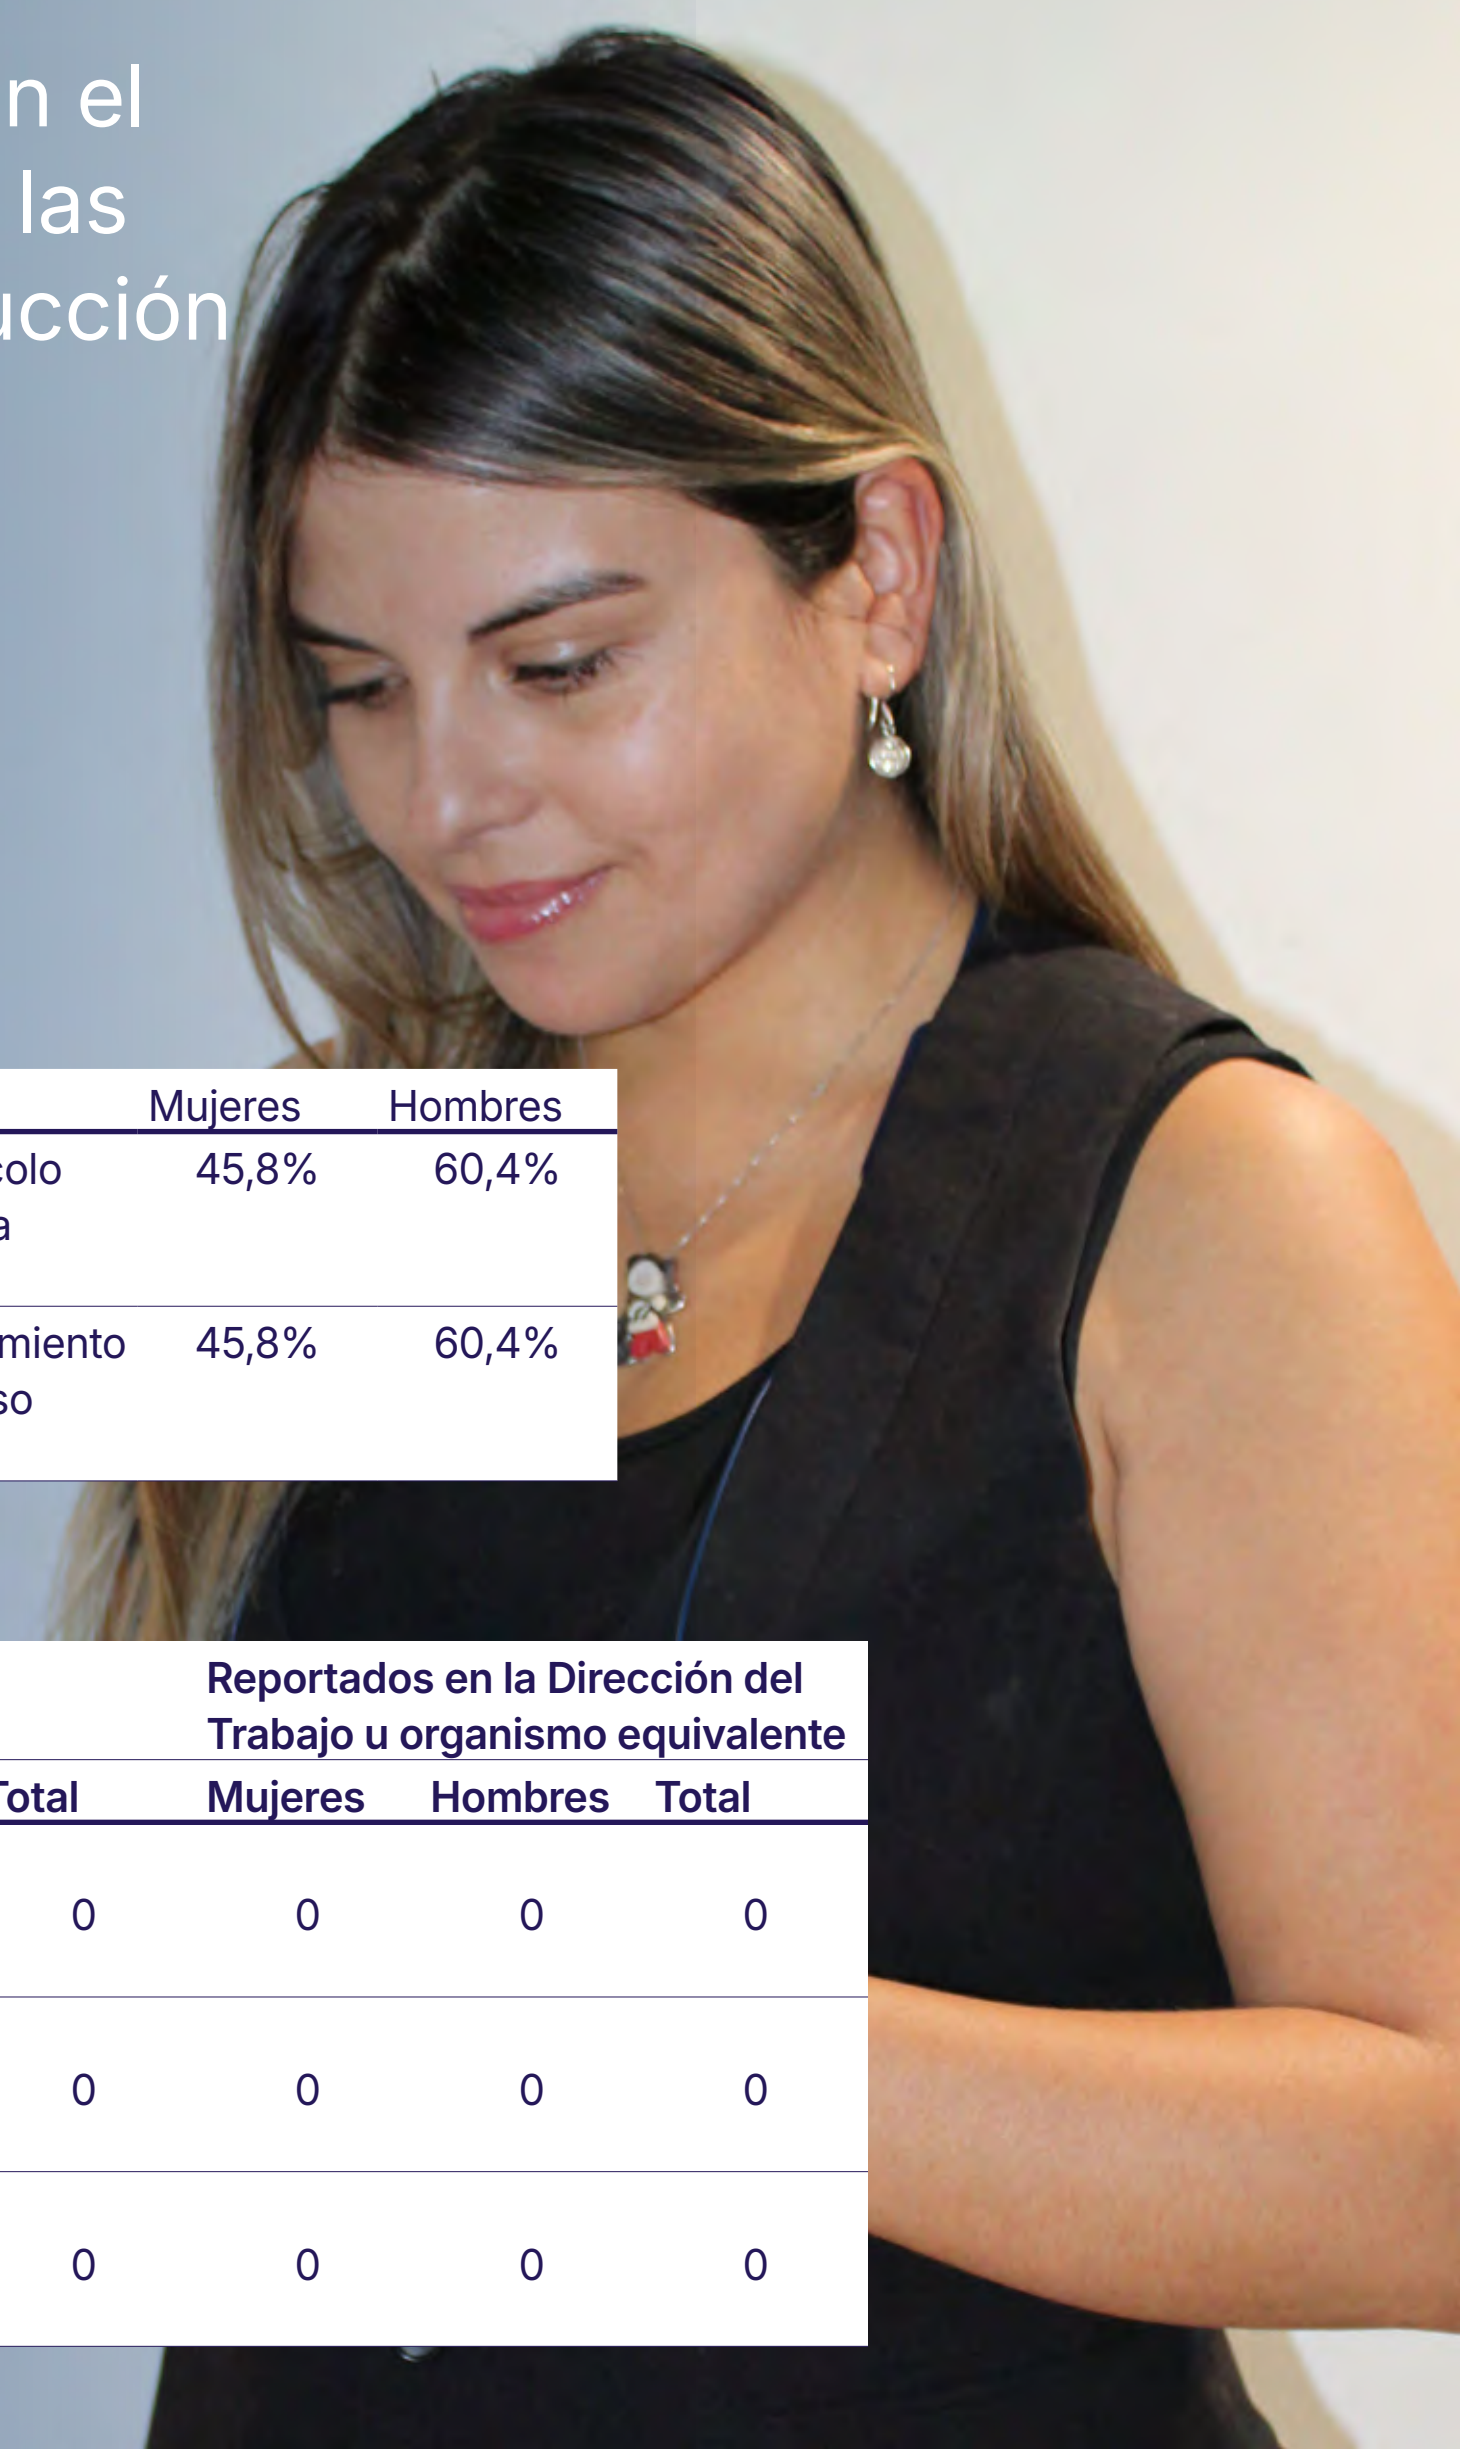 n el
las
ucción
Mujeres Hombres
colo 45,8% 60,4%
a
miento 45,8% 60,4%
so
Reportados en la Dirección del
Trabajo u organismo equivalente
Total Mujeres Hombres Total
0 0 0 0
0 0 0 0
0 0 0 0